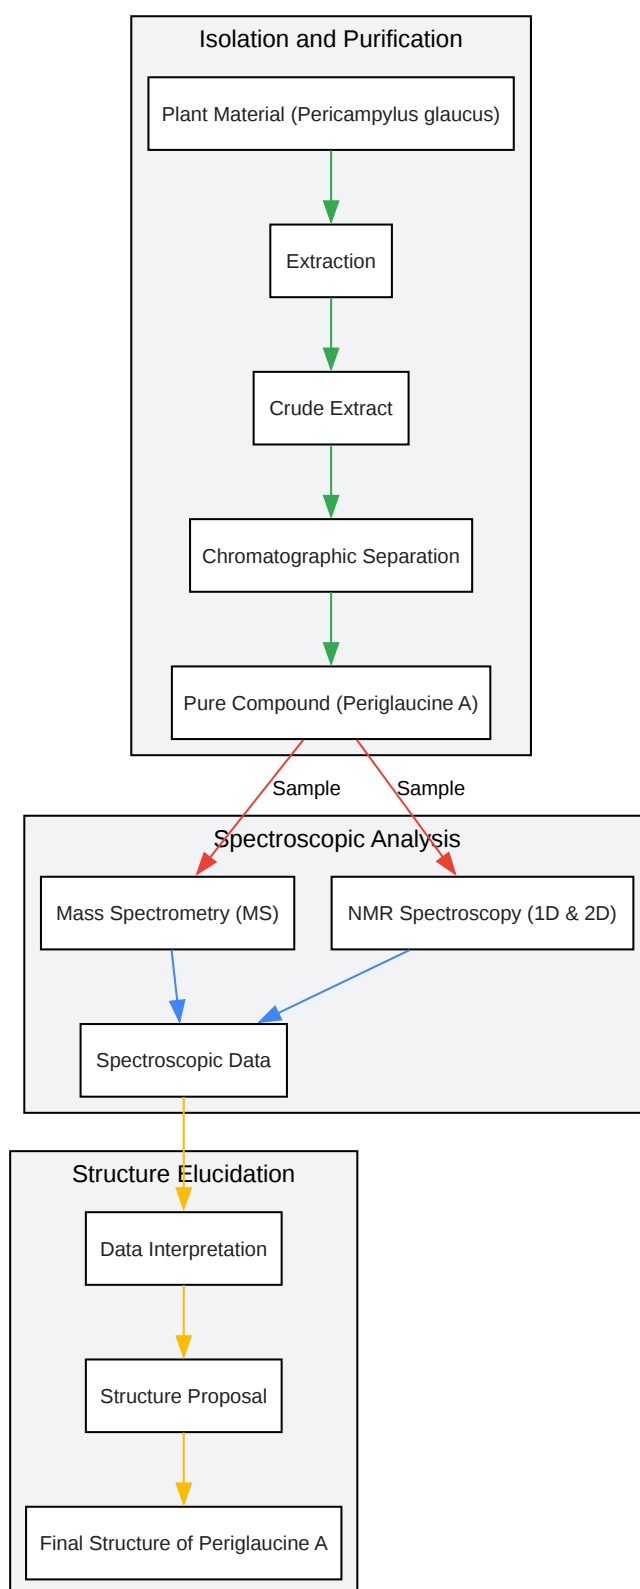 Isolation and Purification
Plant Material (Pericampylus glaucus)
Extraction
Crude Extract
Chromatographic Separation
Pure Compound (Periglaucine A)
Sample
Sample
Spectroscopic Analysis
Mass Spectrometry (MS)
NMR Spectroscopy (1D & 2D)
Spectroscopic Data
Structure Elucidation
Data Interpretation
Structure Proposal
Final Structure of Periglaucine A